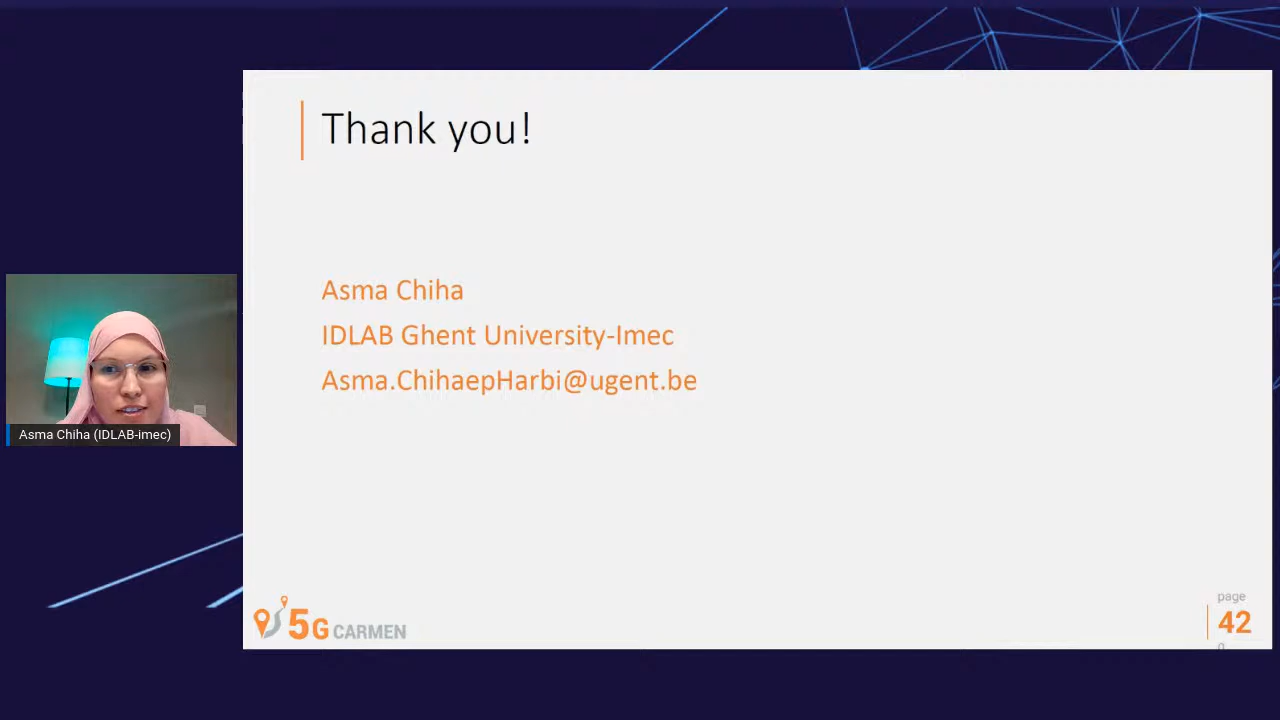 Thank you!
Asma Chiha
IDLAB Ghent University-Imec
Asma.ChihaepHarbi@ugent.be
Asma Chiha (IDLAB-imec)
5G CARMEN
page
42